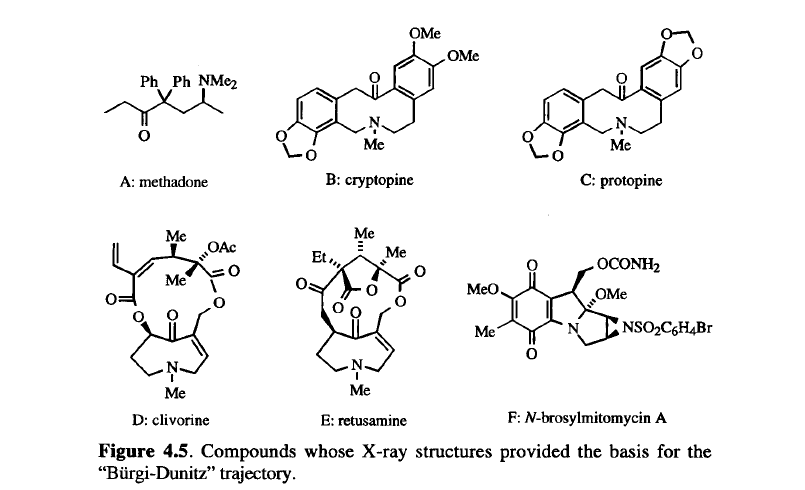 OMe
OMe
O
O
O
Ph Ph NMe2
O
O
O
N
Me
O
O
O
N
Me
O
O
A: methadone
B: cryptopine
C: protopine
Me
OAc
Me
O
O
O
O
O
N
Me
Me
Et
Me
O
O
O
O
O
O
N
Me
OCONH2
O
MeO
OMe
Me
N
NSO2C6H4Br
O
D: clivorine
E: retusamine
F: N-brosylmitomycin A
Figure 4.5. Compounds whose X-ray structures provided the basis for the
“Bürgi-Dunitz” trajectory.